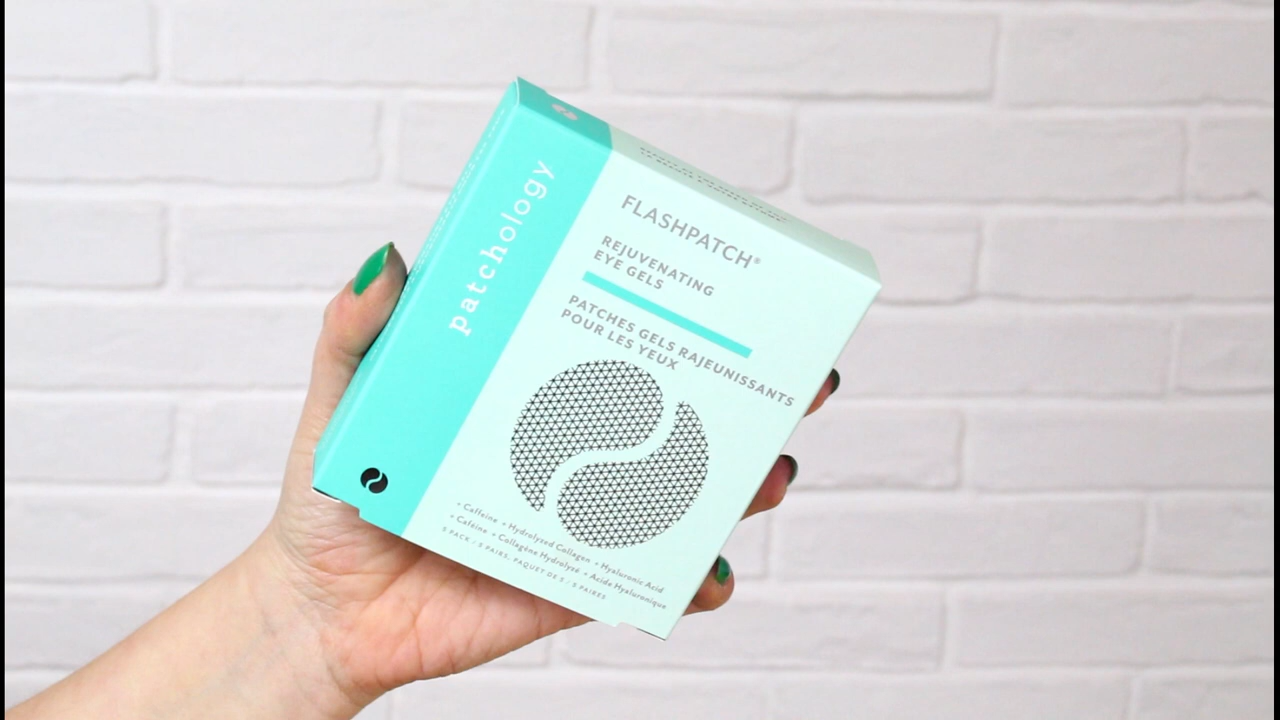 patchology
FLASHPATCH®
REJUVENATING
EYE GELS
PATCHES GELS RAJEUNISSANTS
POUR LES YEUX
+ Caffeine + Hydrolyzed Collagen + Hyaluronic Acid
+ Caféine + Collagène Hydrolysé + Acide Hyaluronique
5 PACK / 5 PAIRS, PAQUET DE 5 / 5 PAIRES